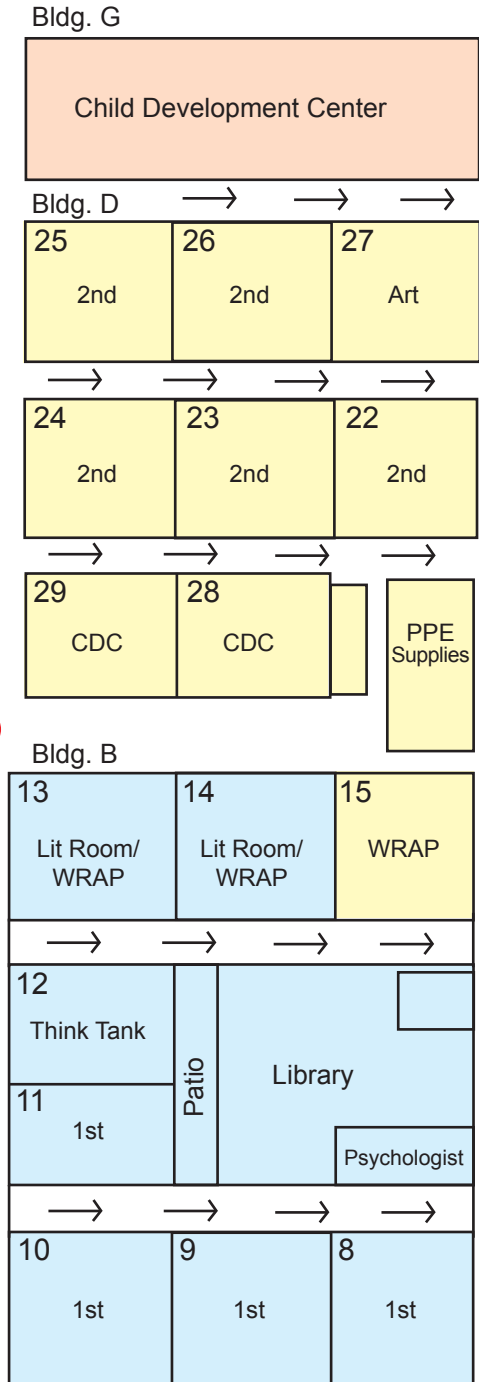 Bldg. G
Child Development Center
Bldg. D
25
26
27
2nd
2nd
Art
24
23
22
2nd
2nd
2nd
29
28
CDC
CDC
PPE
Supplies
Bldg. B
13
14
15
Lit Room/
WRAP
Lit Room/
WRAP
WRAP
12
Think Tank
Patio
Library
11
1st
Psychologist
10
9
8
1st
1st
1st